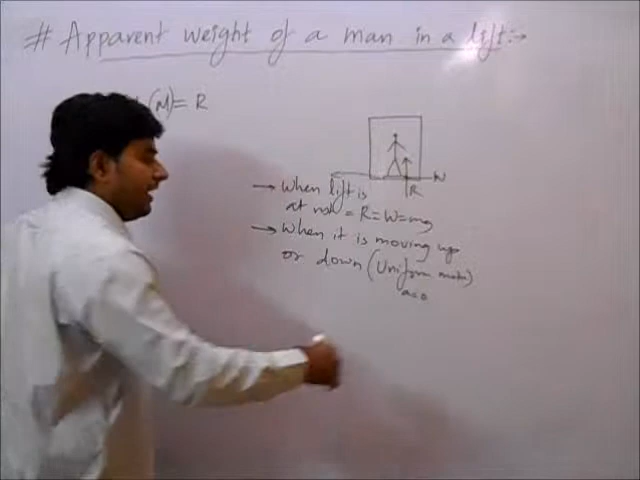 # Apparent weight of a man in a lift:-
(M) = R
W
R
→ When lift is
at rest = R = W = mg
→ When it is moving up
or down (Uniform motion)
a=0